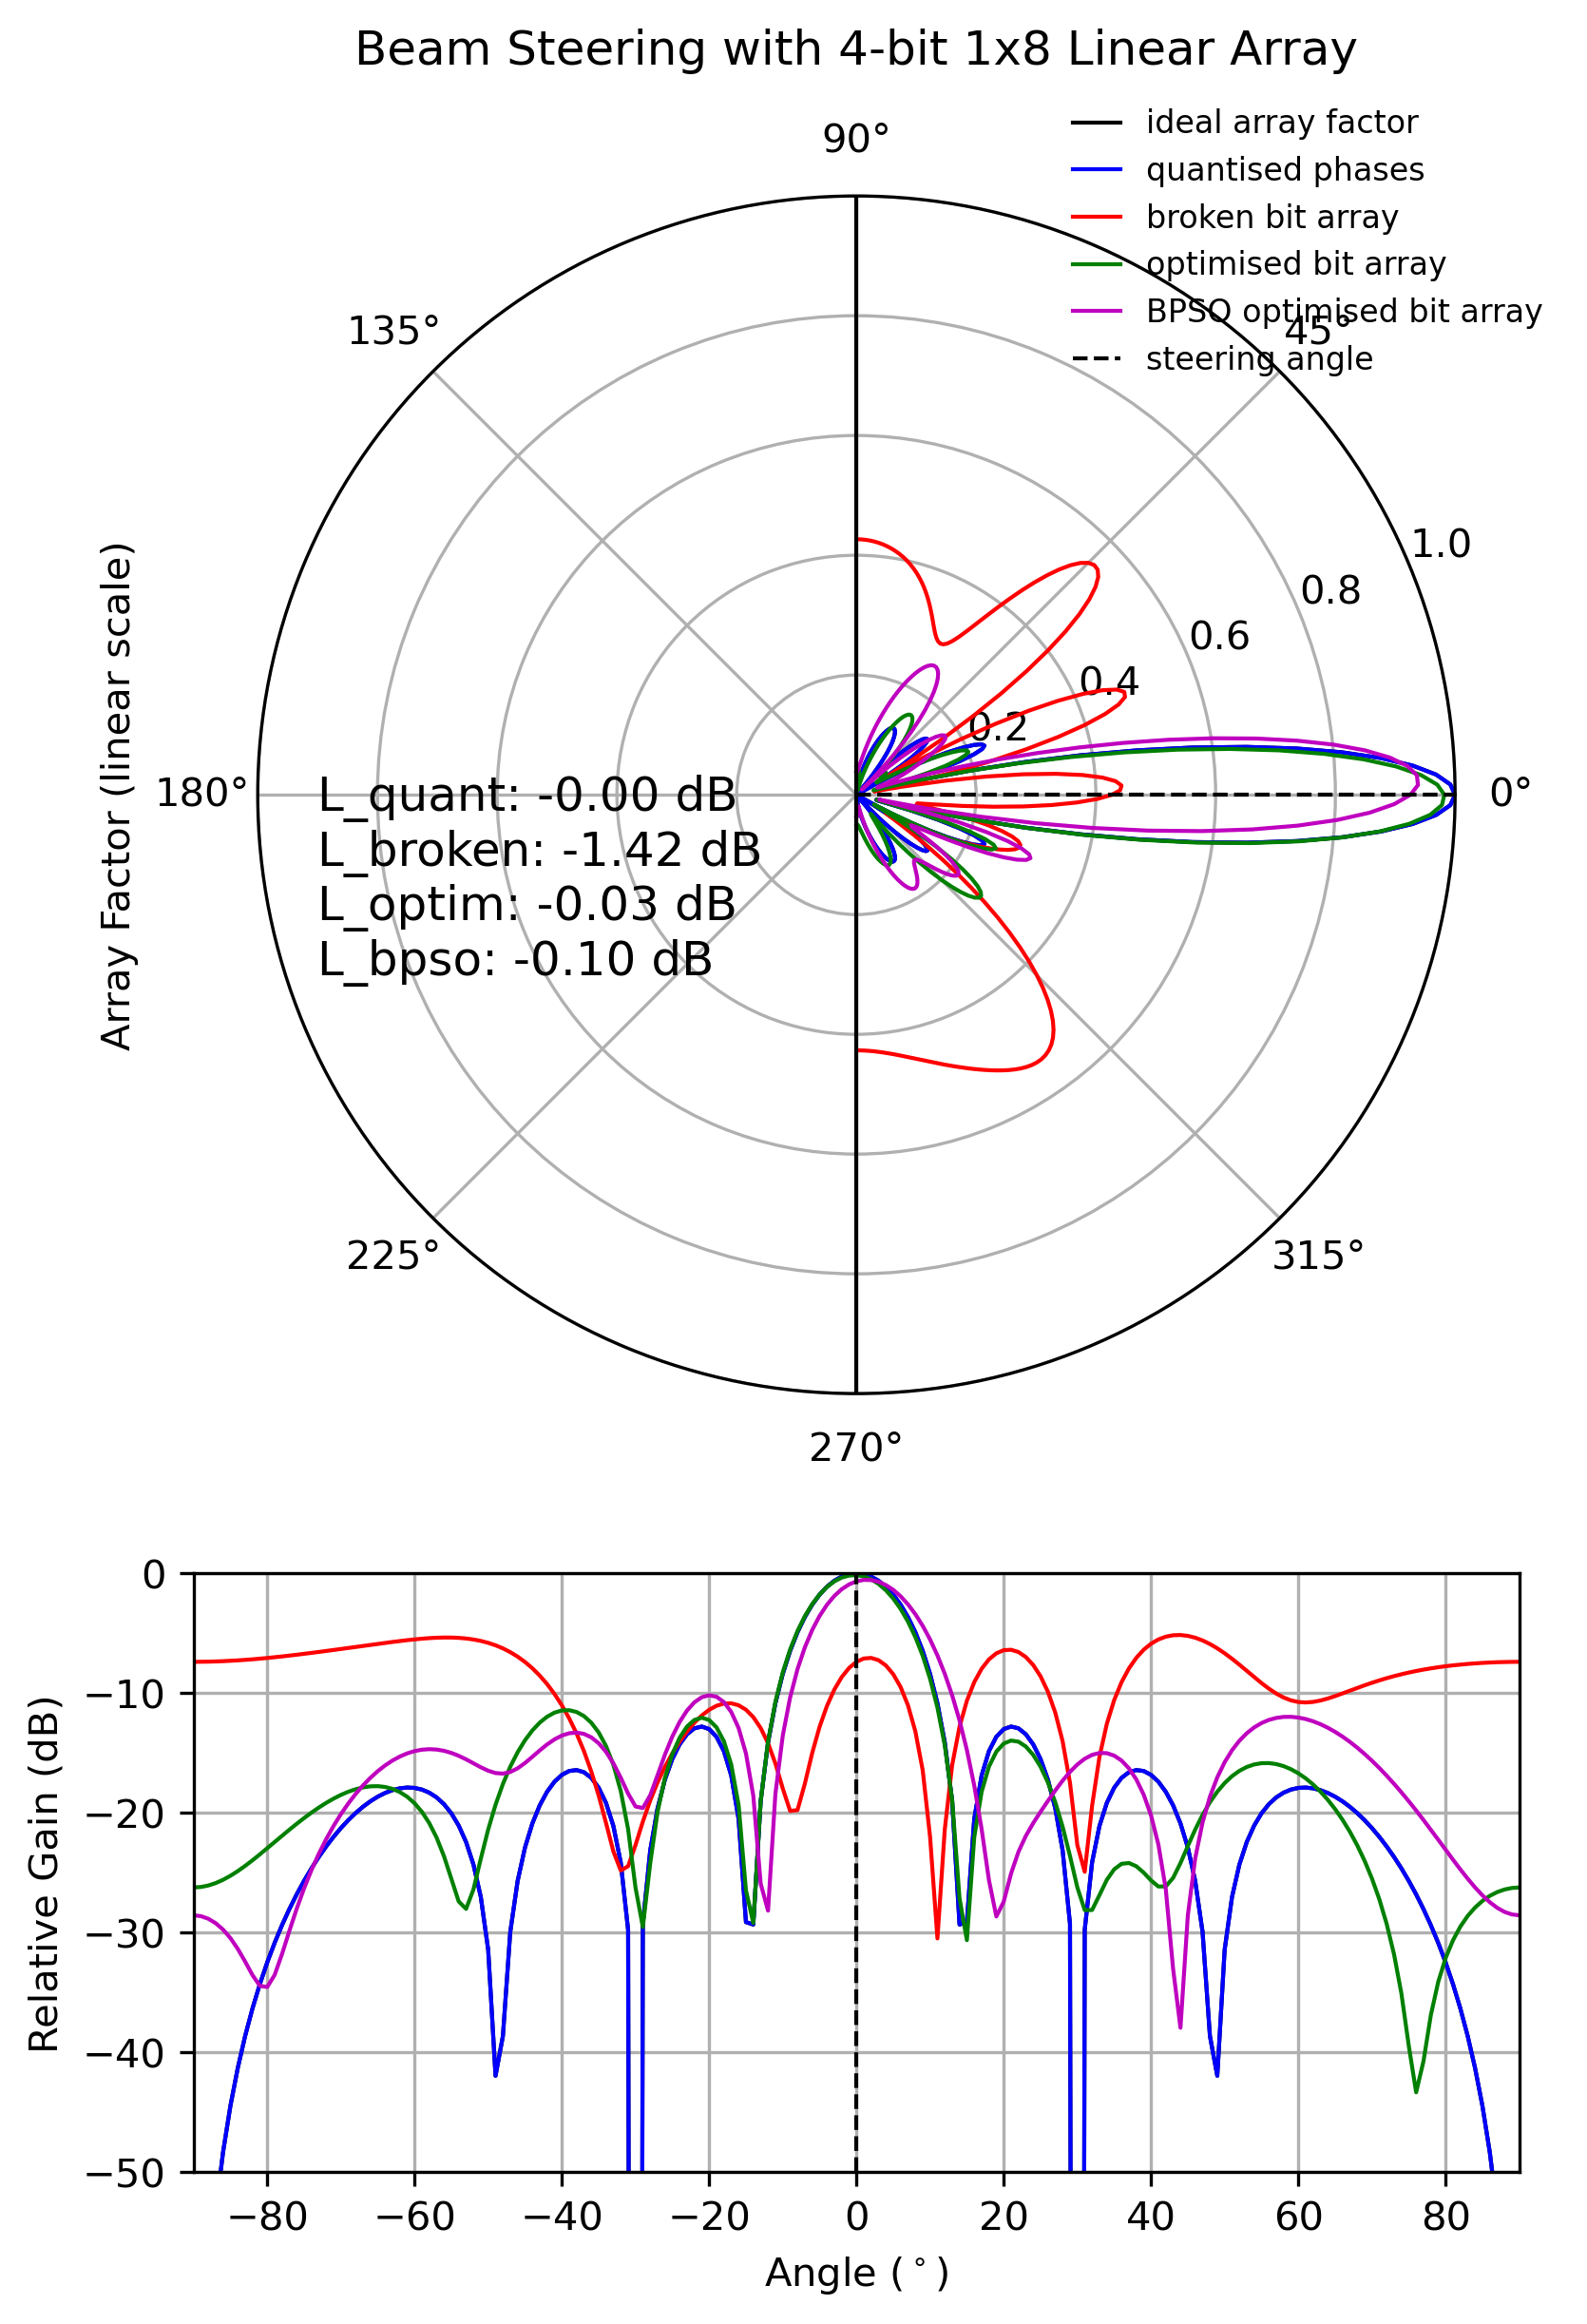 Beam Steering with 4-bit 1x8 Linear Array
ideal array factor
quantised phases
broken bit array
optimised bit array
BPSO optimised bit array
steering angle
90°
135°
45°
180°
0°
225°
315°
270°
1.0
0.8
0.6
0.4
0.2
Array Factor (linear scale)
L_quant: -0.00 dB
L_broken: -1.42 dB
L_optim: -0.03 dB
L_bpso: -0.10 dB
0
−10
−20
−30
−40
−50
Relative Gain (dB)
−80 −60 −40 −20 0 20 40 60 80
Angle (°)